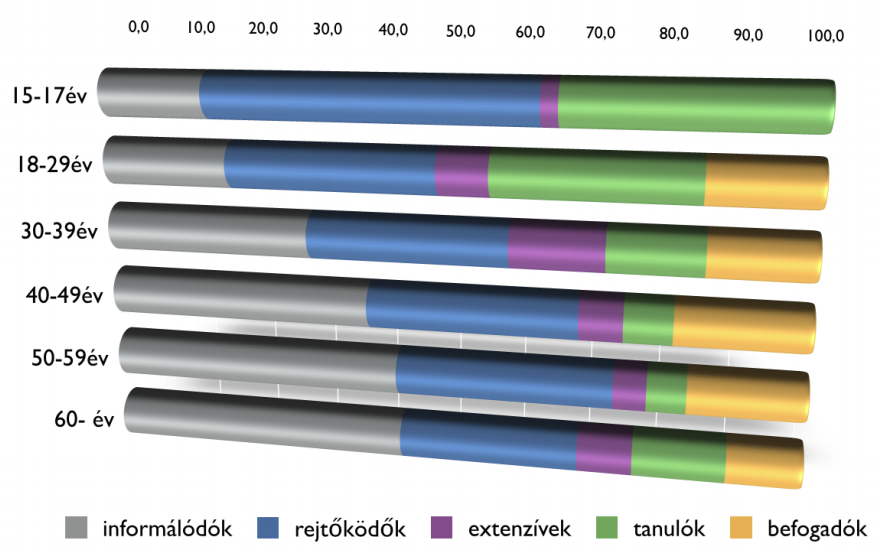 0,0 10,0 20,0 30,0 40,0 50,0 60,0 70,0 80,0 90,0 100,0
15-17év
18-29év
30-39év
40-49év
50-59év
60- év
informálódók rejtőködők extenzívek tanulók befogadók